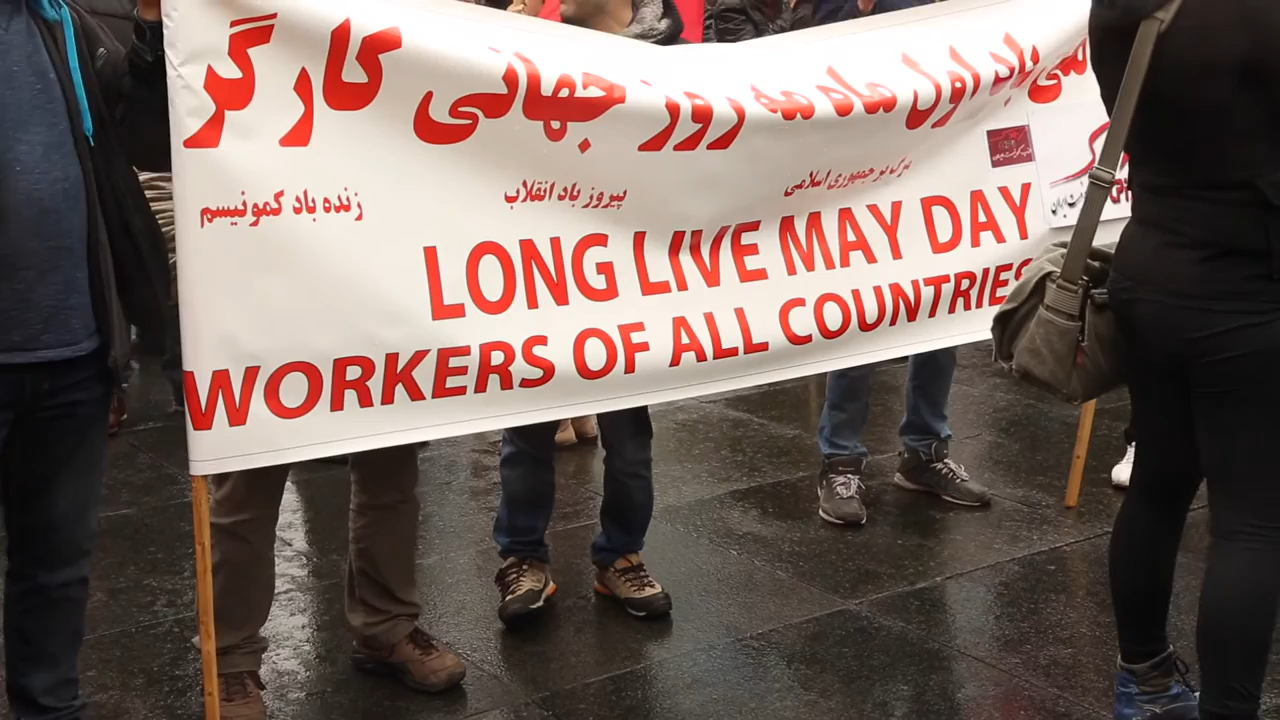 می باد اول ماه مه روز جهانی کارگر
مرگ بر جمهوری اسلامی
پیروز باد انقلاب
زنده باد کمونیسم
LONG LIVE MAY DAY
WORKERS OF ALL COUNTRIES